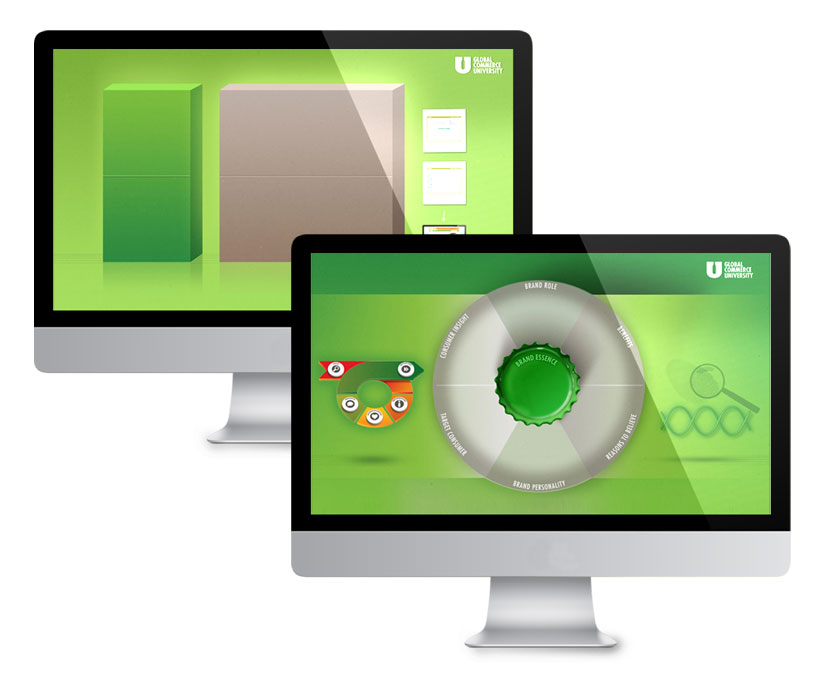 GLOBAL
COMMERCE
UNIVERSITY
GLOBAL
COMMERCE
UNIVERSITY
BRAND ROLE
CONSUMER INSIGHT
BENEFITS
BRAND ESSENCE
TARGET CONSUMER
REASONS TO BELIEVE
BRAND PERSONALITY